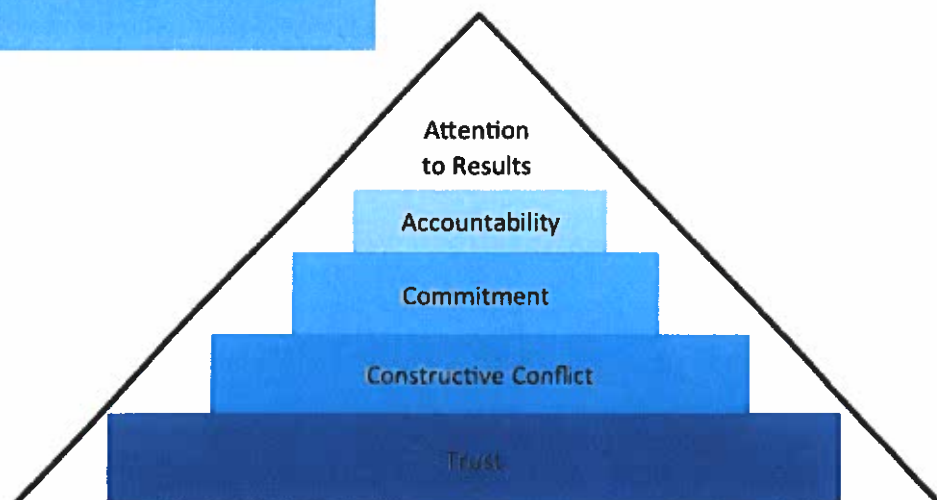 Attention
to Results
Accountability
Commitment
Constructive Conflict
Trust